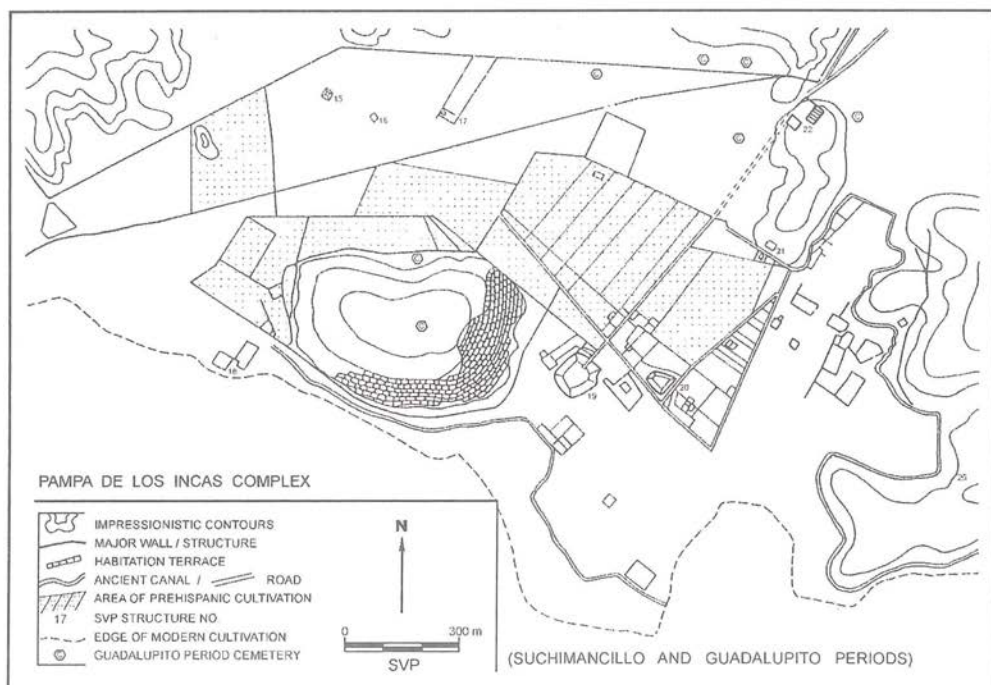 15
16
17
22
21
18
19
20
25
PAMPA DE LOS INCAS COMPLEX
IMPRESSIONISTIC CONTOURS
MAJOR WALL / STRUCTURE
HABITATION TERRACE
ANCIENT CANAL / ROAD
AREA OF PREHISPANIC CULTIVATION
17 SVP STRUCTURE NO.
EDGE OF MODERN CULTIVATION
GUADALUPITO PERIOD CEMETERY
N
0 300 m
SVP
(SUCHIMANCILLO AND GUADALUPITO PERIODS)